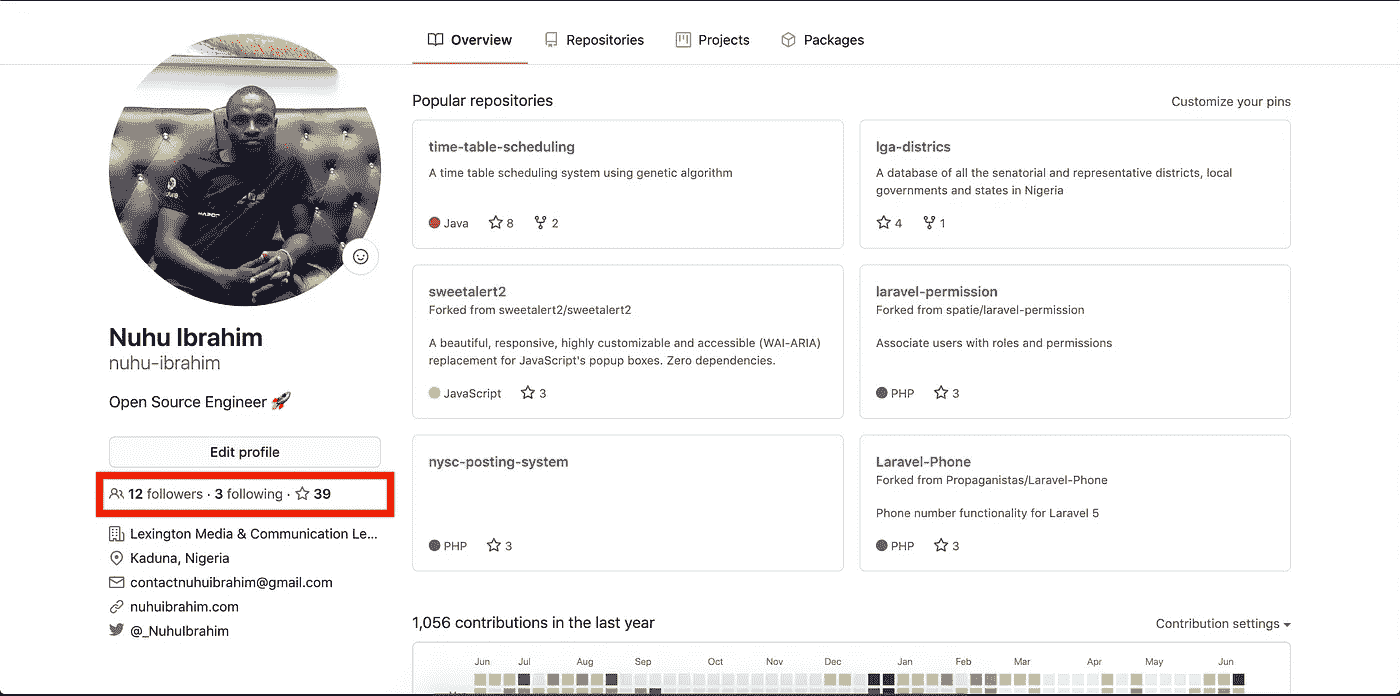 Overview Repositories Projects Packages
Nuhu Ibrahim
nuhu-ibrahim
Open Source Engineer 🚀
Edit profile
12 followers · 3 following · 39
Lexington Media & Communication Le...
Kaduna, Nigeria
contactnuhuibrahim@gmail.com
nuhuibrahim.com
@_NuhuIbrahim
Popular repositories
Customize your pins
time-table-scheduling
A time table scheduling system using genetic algorithm
Java 8 2
lga-districs
A database of all the senatorial and representative districts, local
governments and states in Nigeria
4 1
sweetalert2
Forked from sweetalert2/sweetalert2
A beautiful, responsive, highly customizable and accessible (WAI-ARIA)
replacement for JavaScript's popup boxes. Zero dependencies.
JavaScript 3
laravel-permission
Forked from spatie/laravel-permission
Associate users with roles and permissions
PHP 3
nysc-posting-system
PHP 3
Laravel-Phone
Forked from Propaganistas/Laravel-Phone
Phone number functionality for Laravel 5
PHP 3
1,056 contributions in the last year
Contribution settings
Jun Jul Aug Sep Oct Nov Dec Jan Feb Mar Apr May Jun